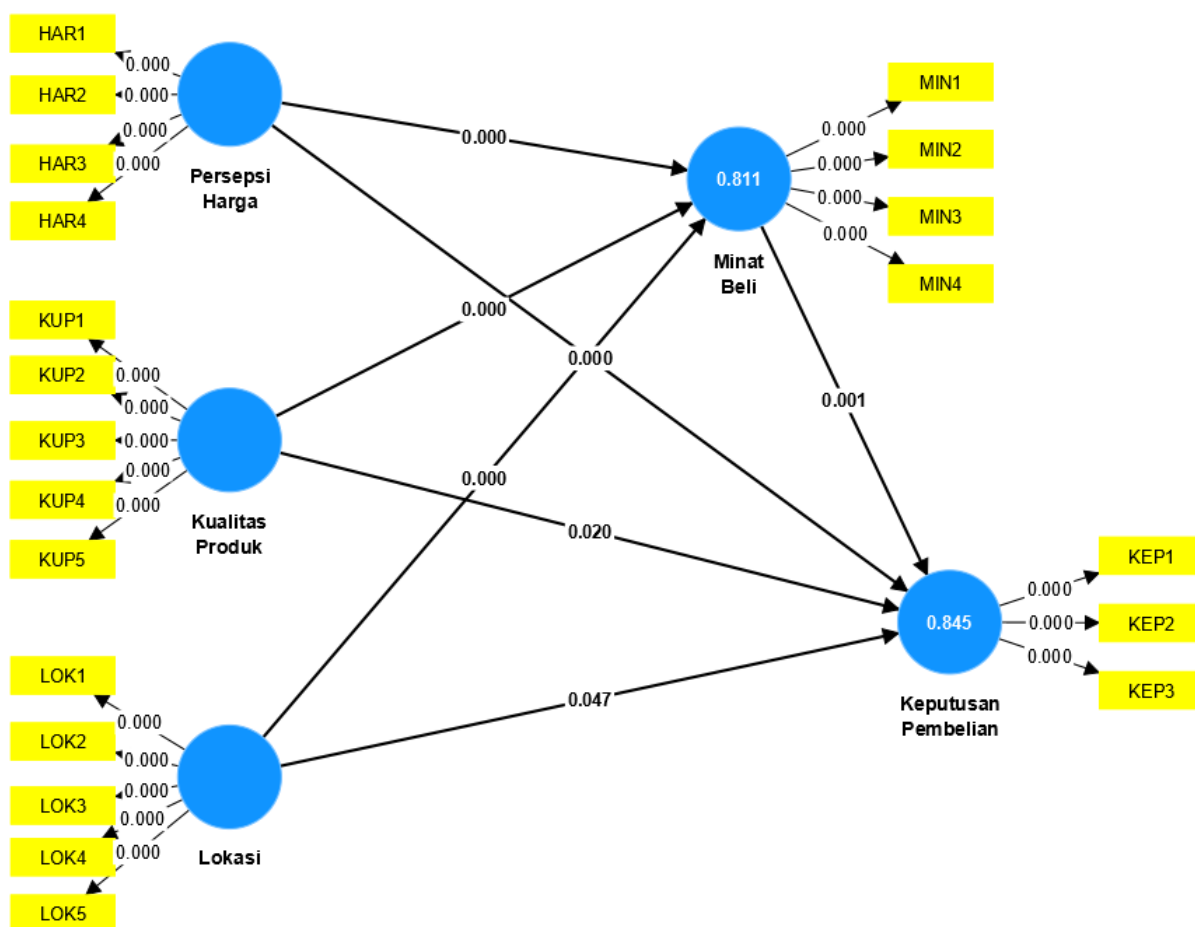 HAR1
0.000
HAR2
0.000
0.000
HAR3
0.000
HAR4
Persepsi
Harga
0.000
MIN1
0.000
MIN2
0.000
0.811
0.000
MIN3
0.000
MIN4
Minat
Beli
KUP1
0.000
KUP2
0.000
KUP3
0.000
0.000
KUP4
0.000
KUP5
Kualitas
Produk
0.000
0.000
0.001
0.000
0.020
KEP1
0.000
0.845
0.000
KEP2
0.000
KEP3
Keputusan
Pembelian
0.047
LOK1
0.000
LOK2
0.000
0.000
LOK3
0.000
LOK4
0.000
LOK5
Lokasi